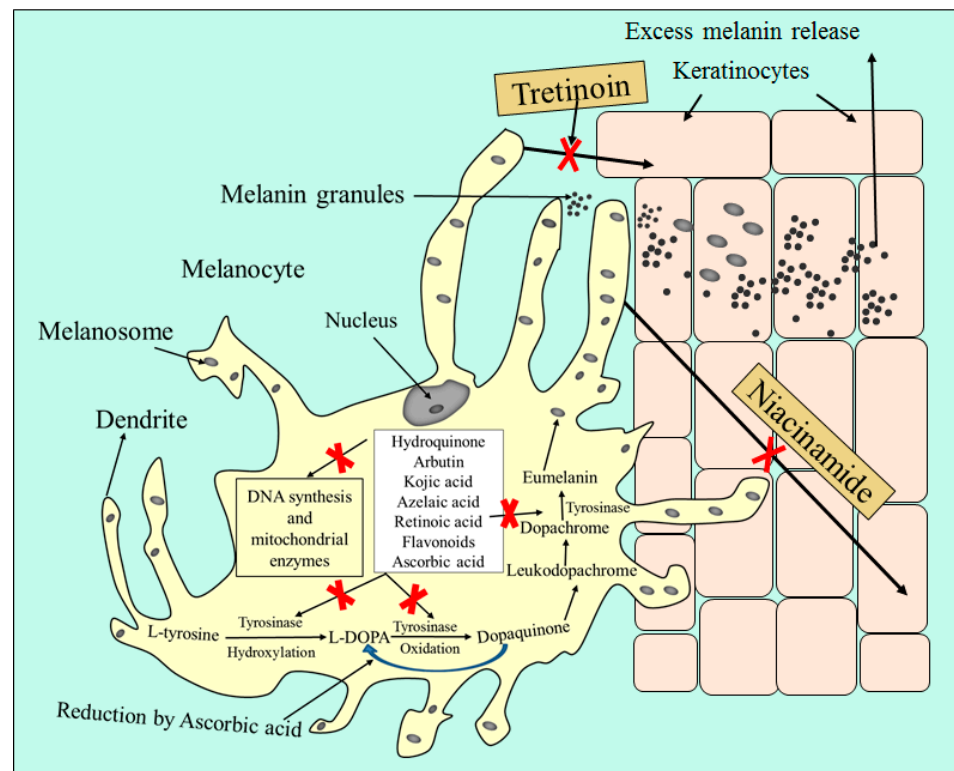 Excess melanin release
Keratinocytes
Tretinoin
Melanin granules
Melanocyte
Melanosome
Nucleus
Dendrite
Niacinamide
Hydroquinone
Arbutin
Kojic acid
Azelaic acid
Retinoic acid
Flavonoids
Ascorbic acid
DNA synthesis
and
mitochondrial
enzymes
Eumelanin
Tyrosinase
Dopachrome
Leukodopachrome
L-tyrosine
Tyrosinase
Hydroxylation
L-DOPA
Tyrosinase
Oxidation
Dopaquinone
Reduction by Ascorbic acid